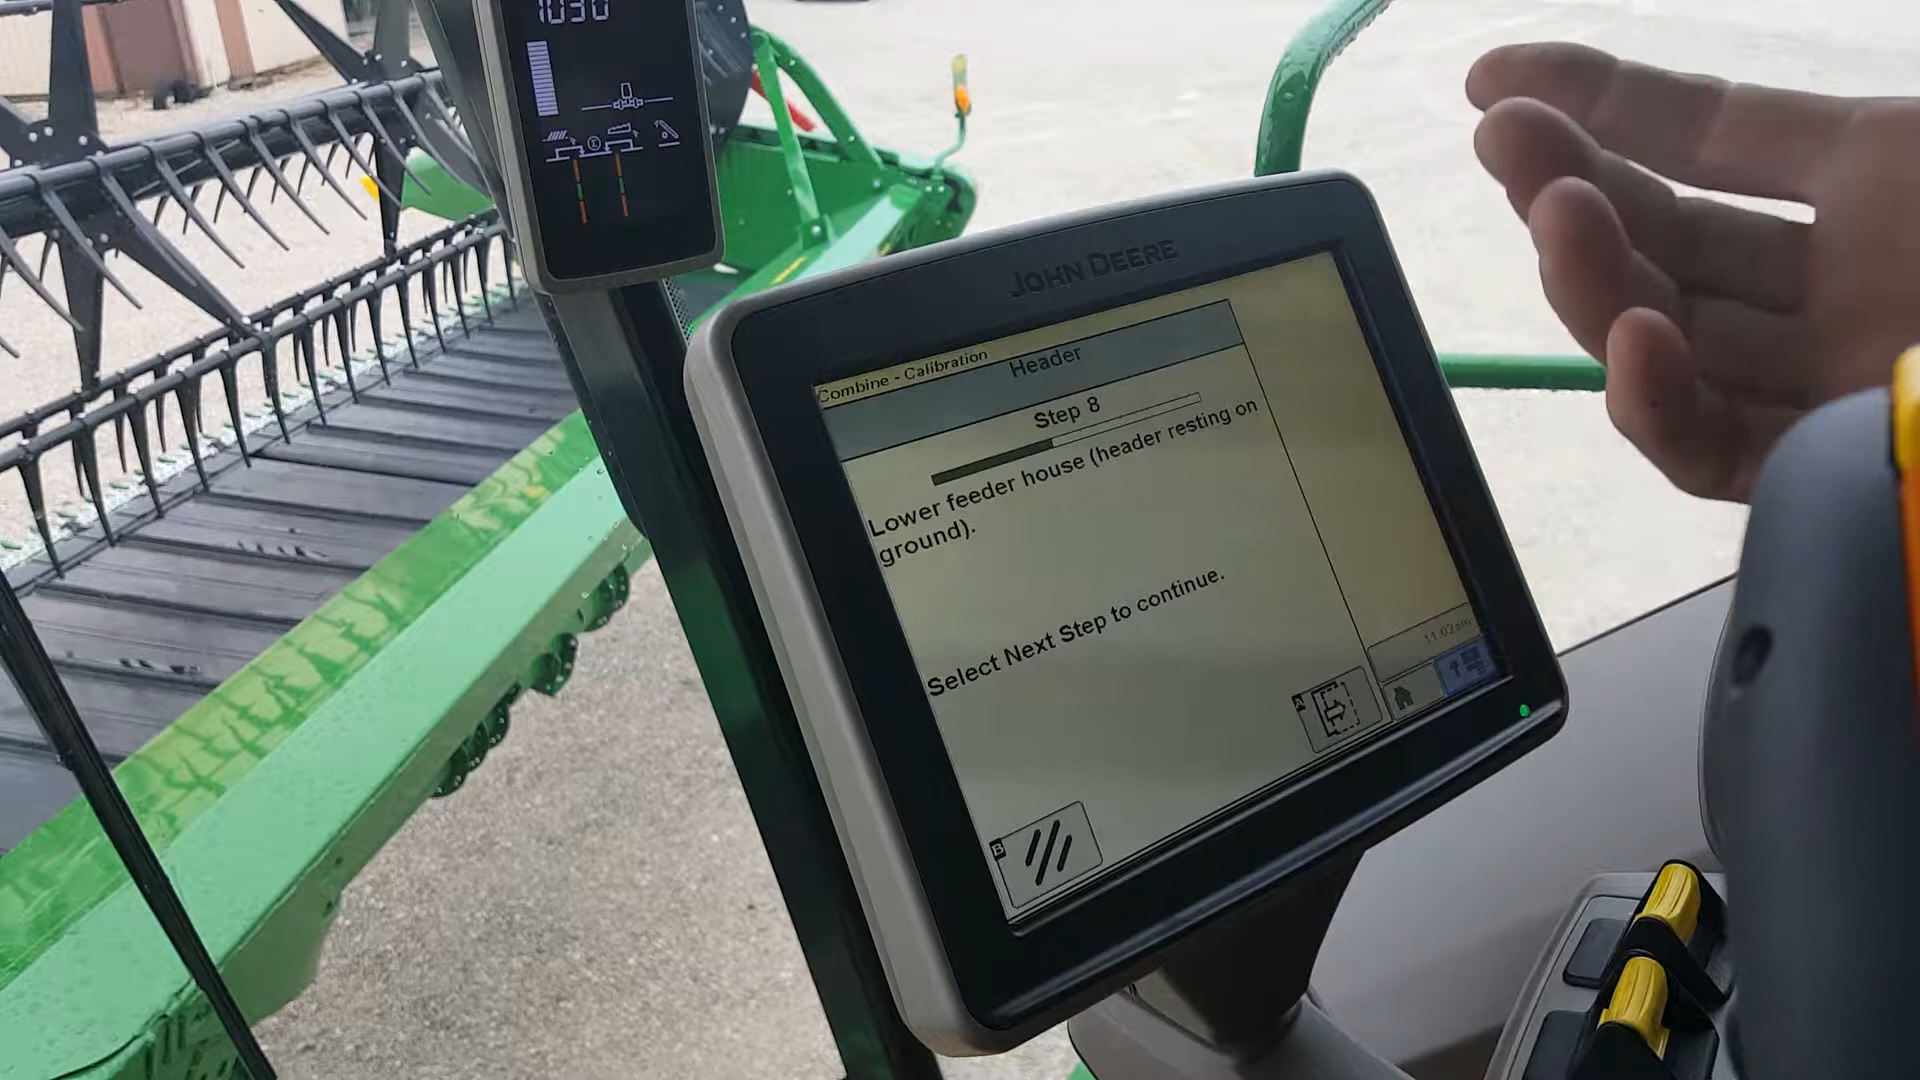 1030
JOHN DEERE
Combine - Calibration
Header
Step 8
Lower feeder house (header resting on
ground).
Select Next Step to continue.
A
11:02am
B